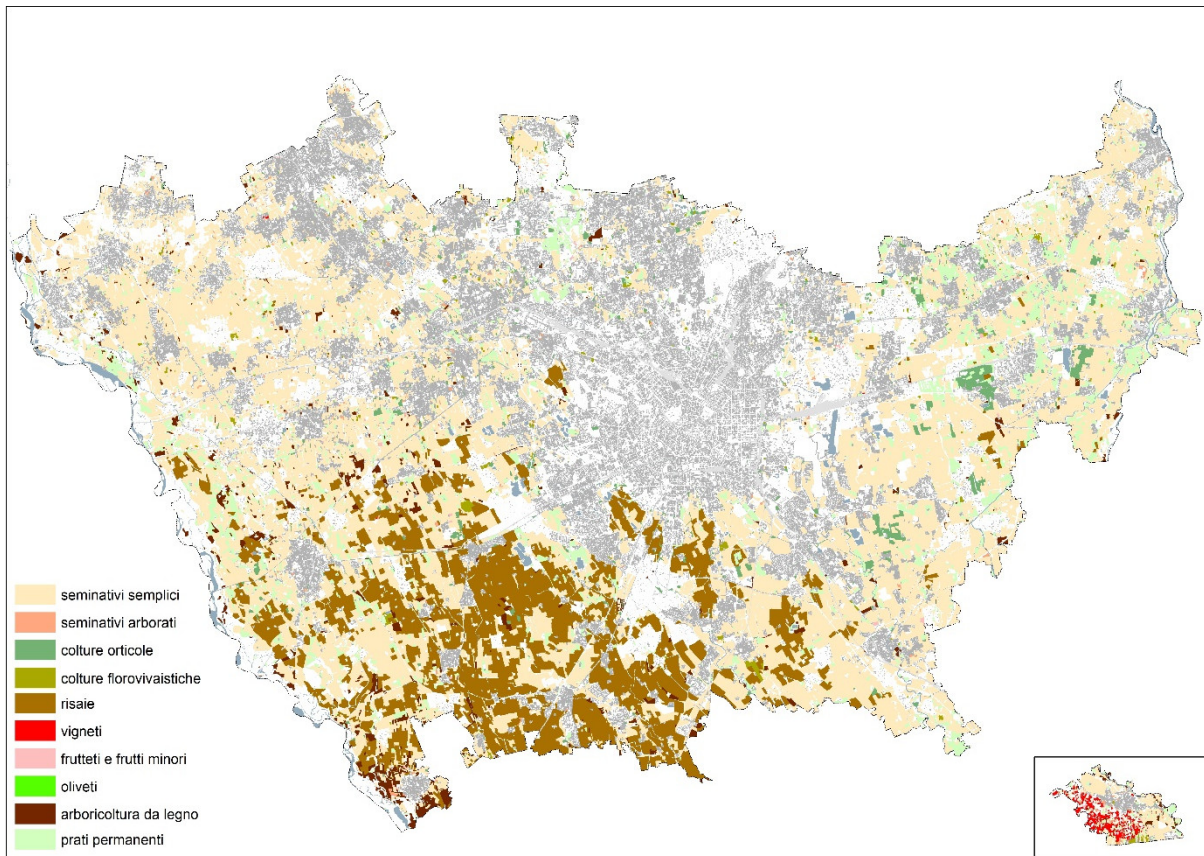 seminativi semplici
seminativi arborati
colture orticole
colture florovivaistiche
risaie
vigneti
frutteti e frutti minori
oliveti
arboricoltura da legno
prati permanenti